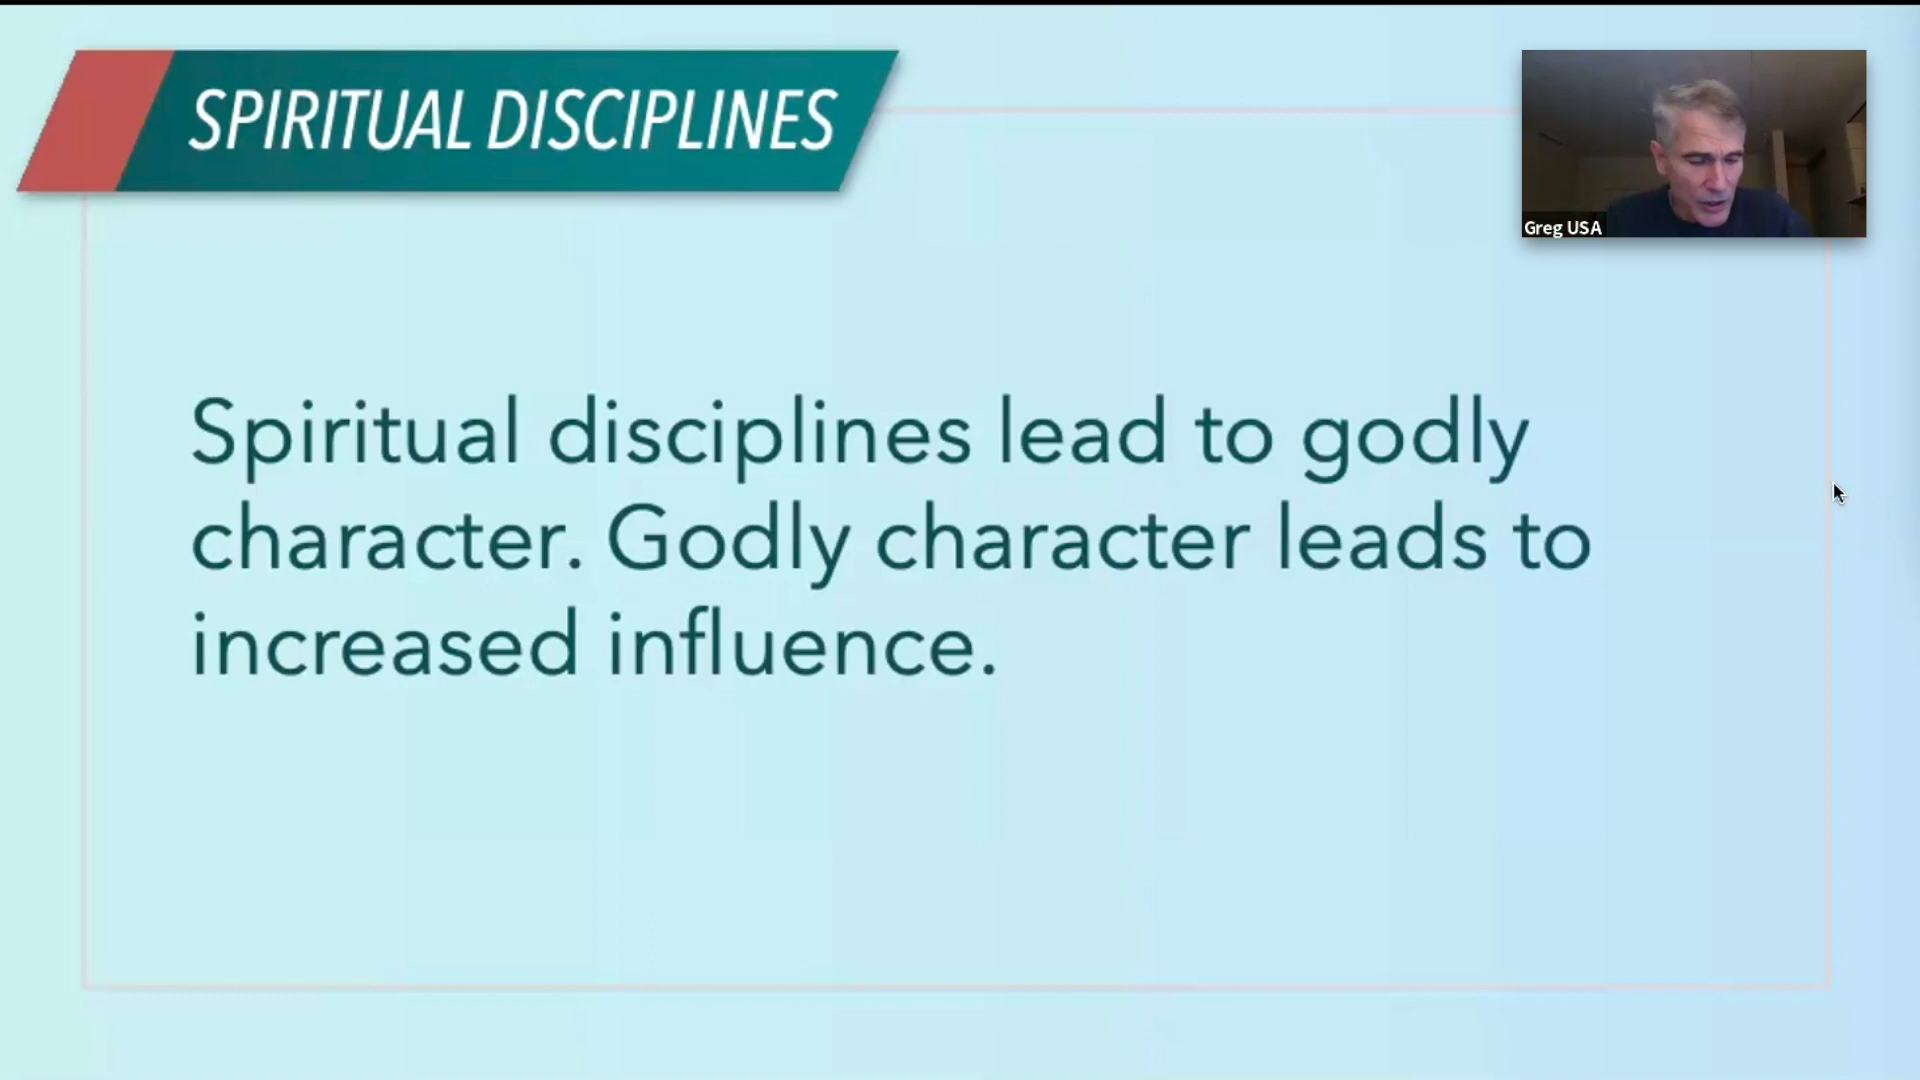 SPIRITUAL DISCIPLINES
Greg USA
Spiritual disciplines lead to godly
character. Godly character leads to
increased influence.